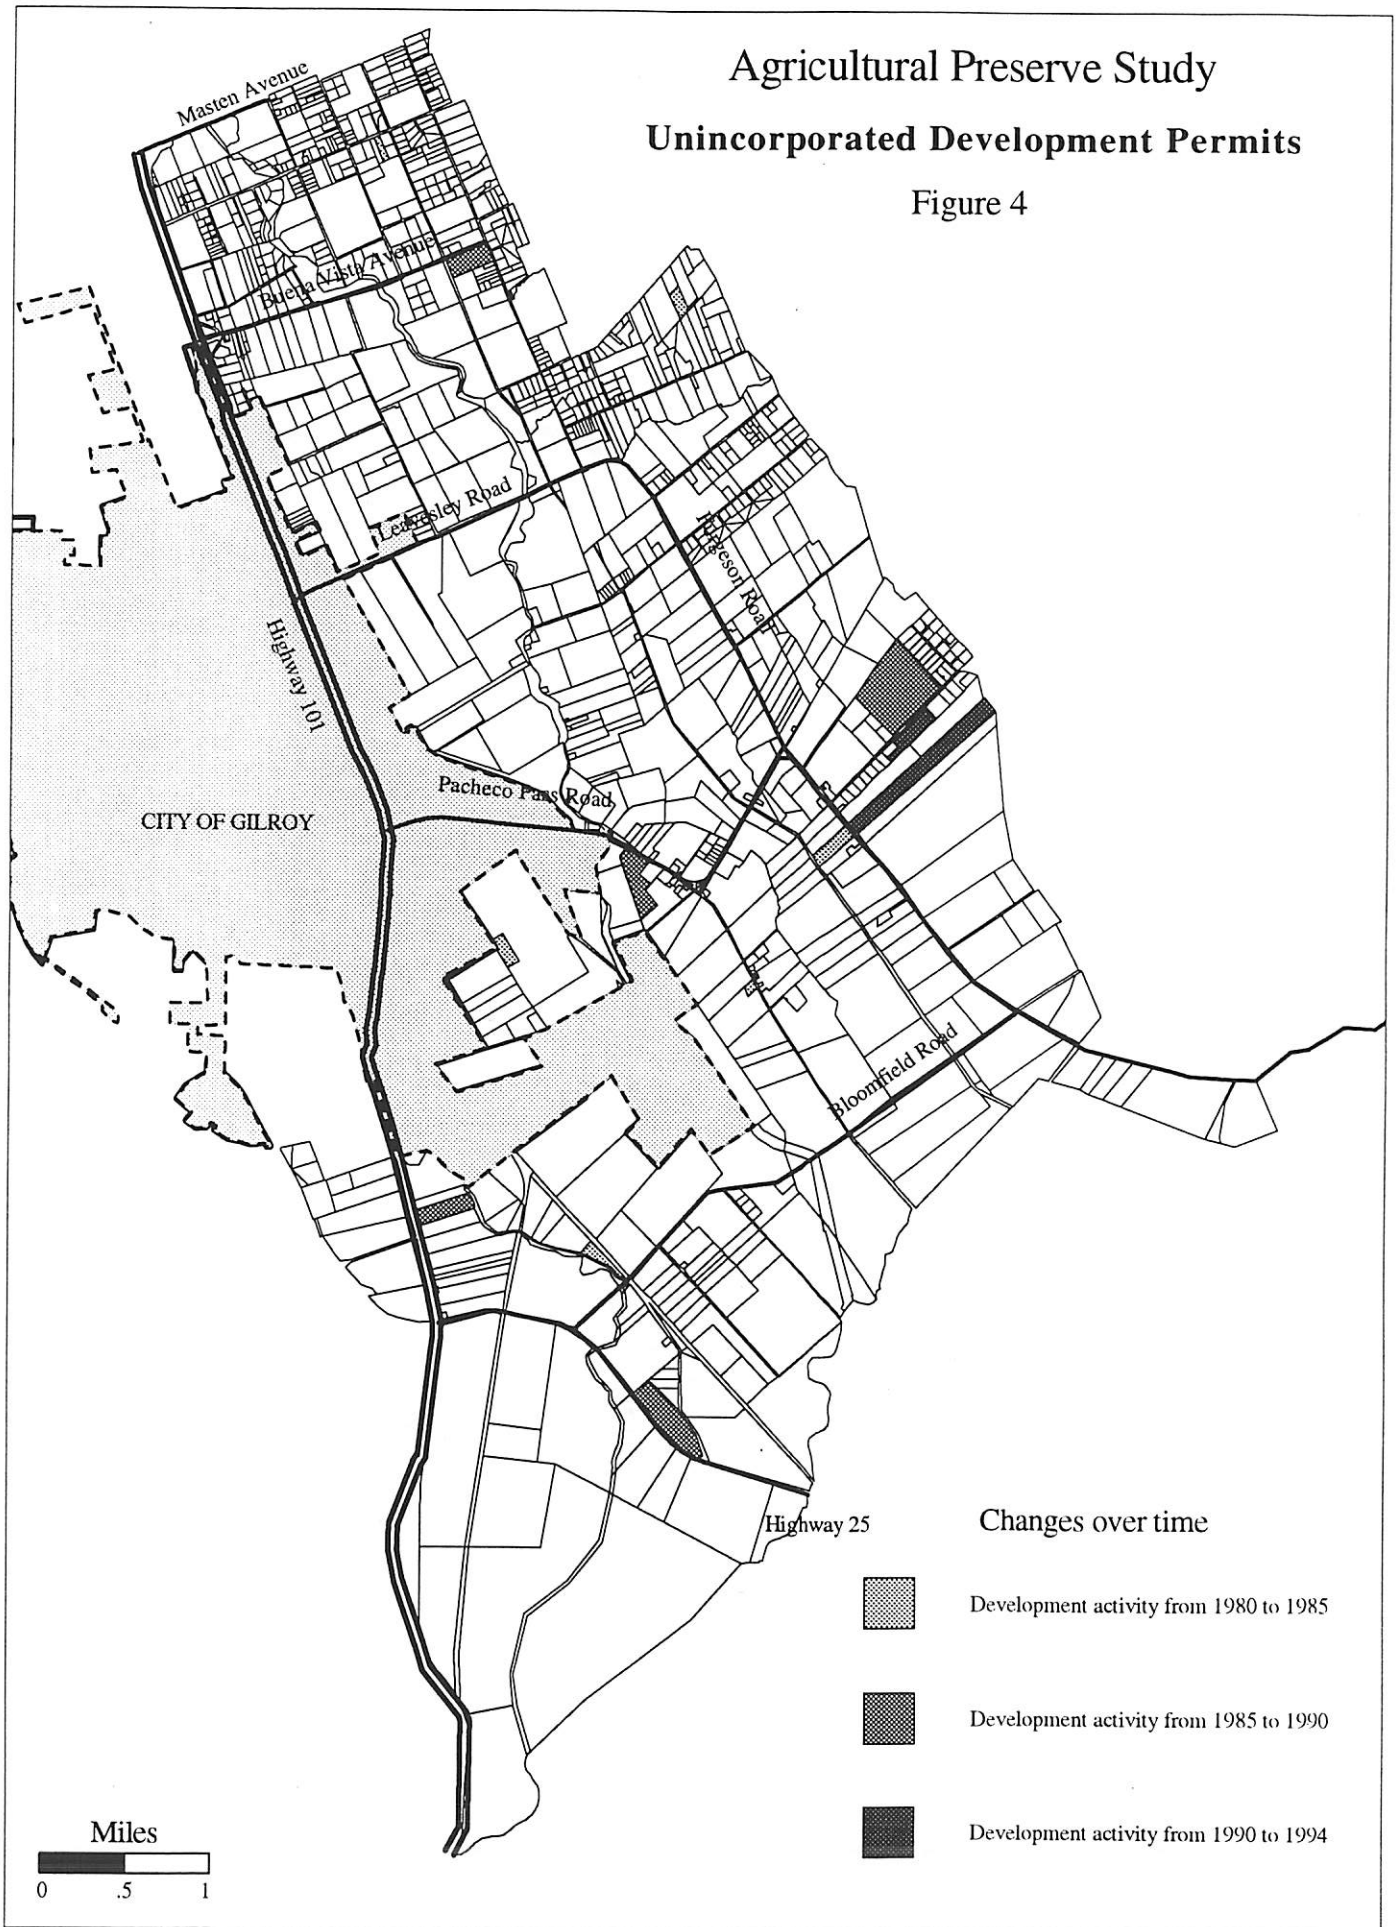 Agricultural Preserve Study
Unincorporated Development Permits
Figure 4
Masten Avenue
Buena Vista Avenue
Leavesley Road
Furgeson Road
Highway 101
Pacheco Pass Road
CITY OF GILROY
Bloomfield Road
Highway 25
Changes over time
Development activity from 1980 to 1985
Development activity from 1985 to 1990
Development activity from 1990 to 1994
Miles
0 .5 1